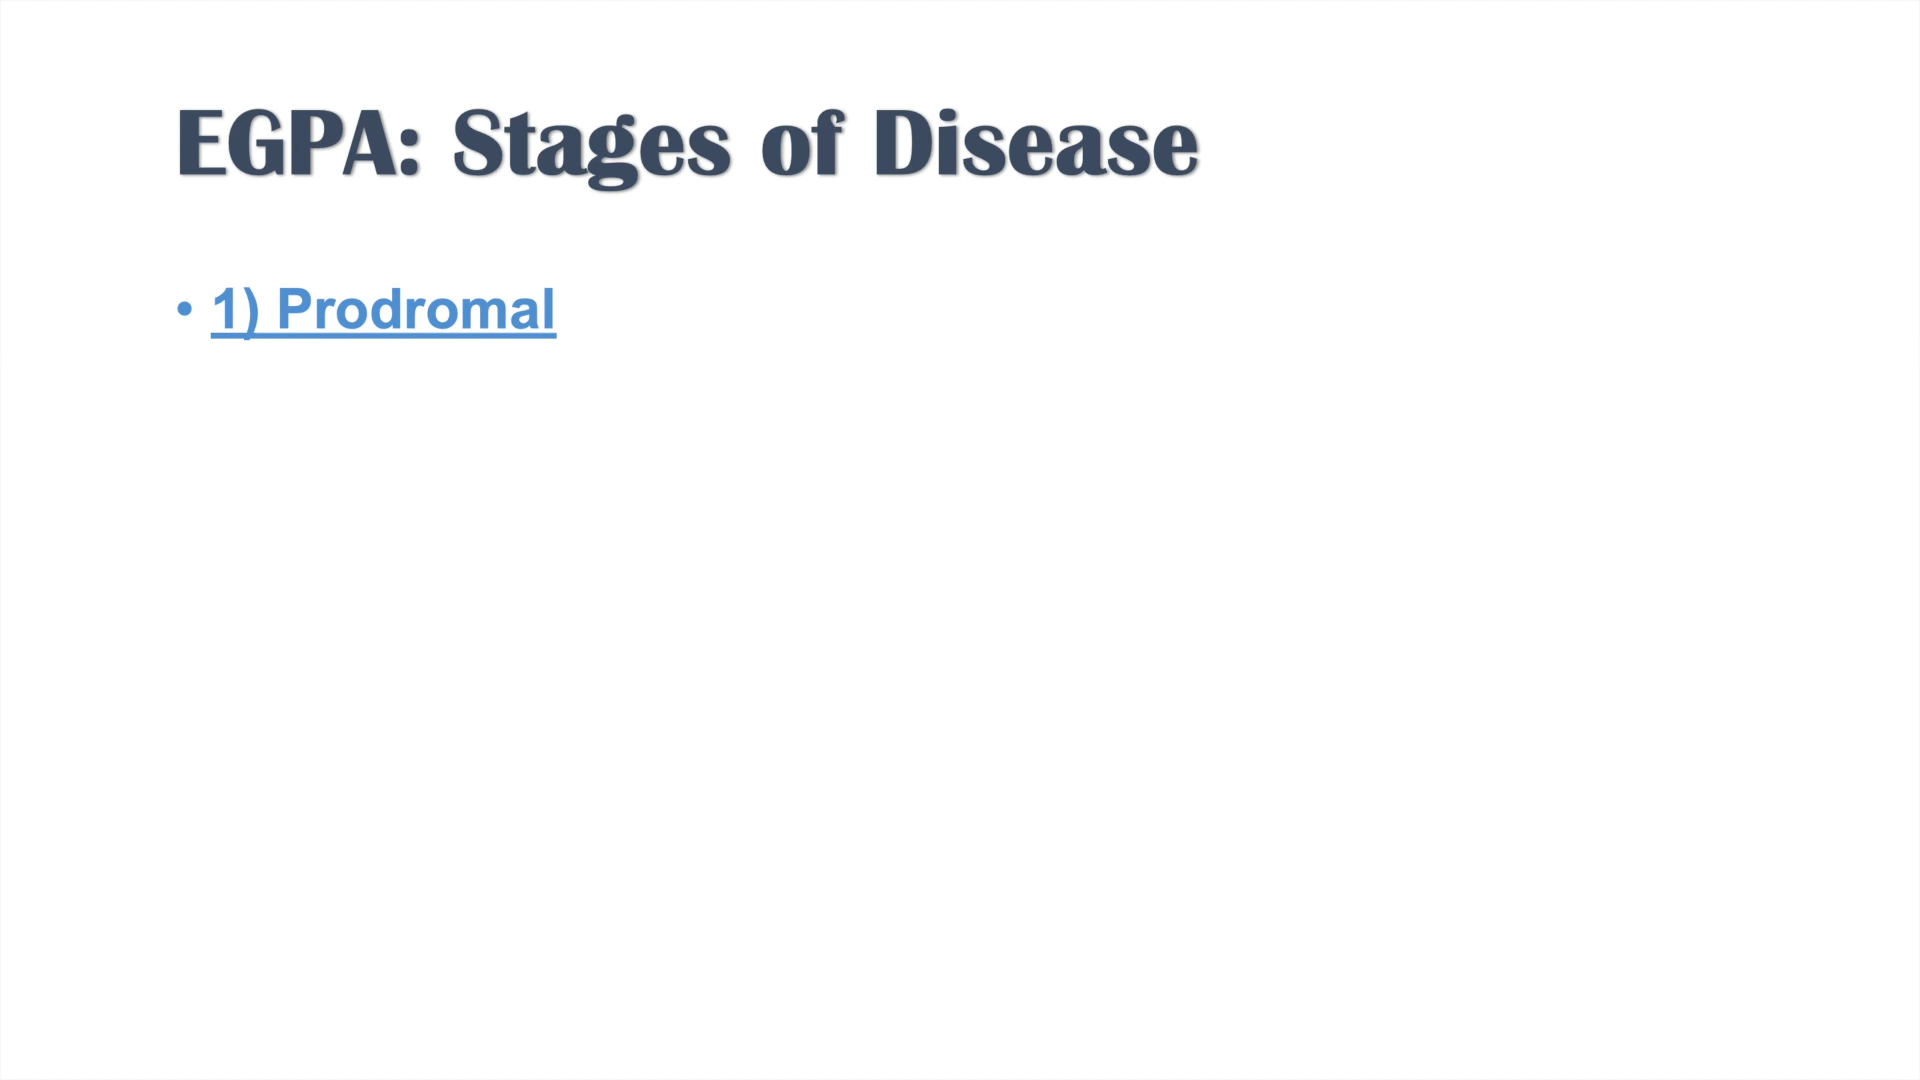 EGPA: Stages of Disease
• 1) Prodromal